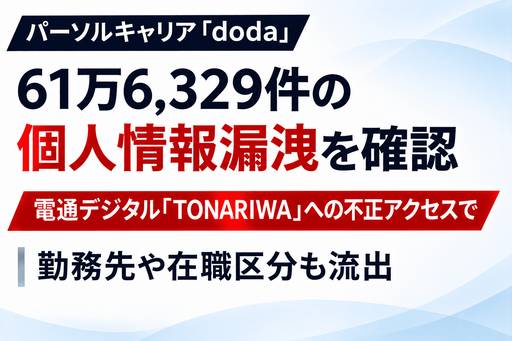 パーソルキャリア「doda」
61万6,329件の
個人情報漏洩を確認
電通デジタル「TONARIWA」への不正アクセスで
勤務先や在職区分も流出